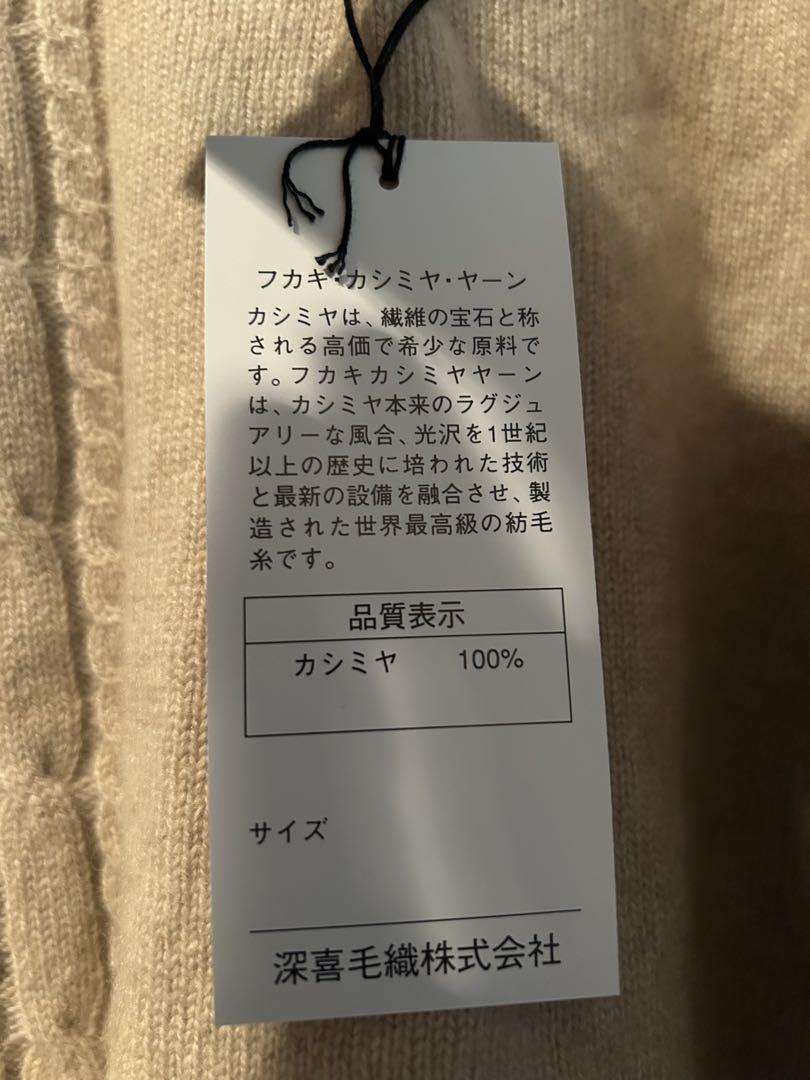 フカキ・カシミヤ・ヤーン
カシミヤは、繊維の宝石と称
される高価で希少な原料で
す。フカキカシミヤヤーン
は、カシミヤ本来のラグジュ
アリーな風合、光沢を1世紀
以上の歴史に培われた技術
と最新の設備を融合させ、製
造された世界最高級の紡毛
糸です。
品質表示
カシミヤ 100%
サイズ
深喜毛織株式会社